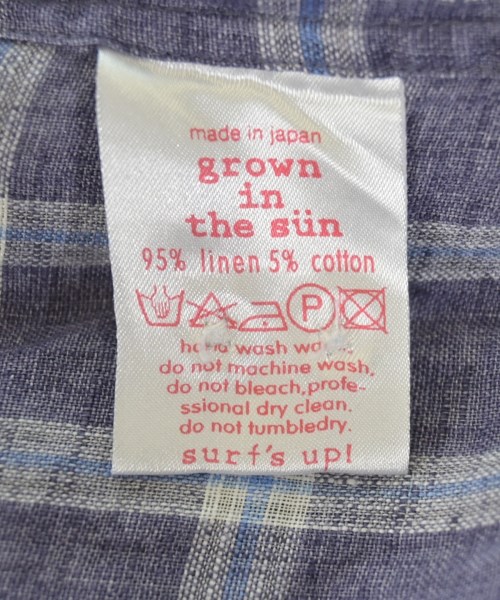 made in japan
grown
in
the sün
95% linen 5% cotton
P
wash
do not machine wash,
do not bleach,profe-
ssional dry clean.
do not tumbledry.
surf's up!